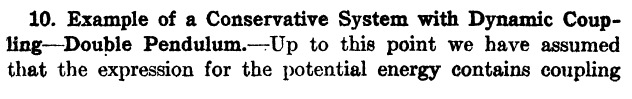 10. Example of a Conservative System with Dynamic Coup-
ling—Double Pendulum.—Up to this point we have assumed
that the expression for the potential energy contains coupling